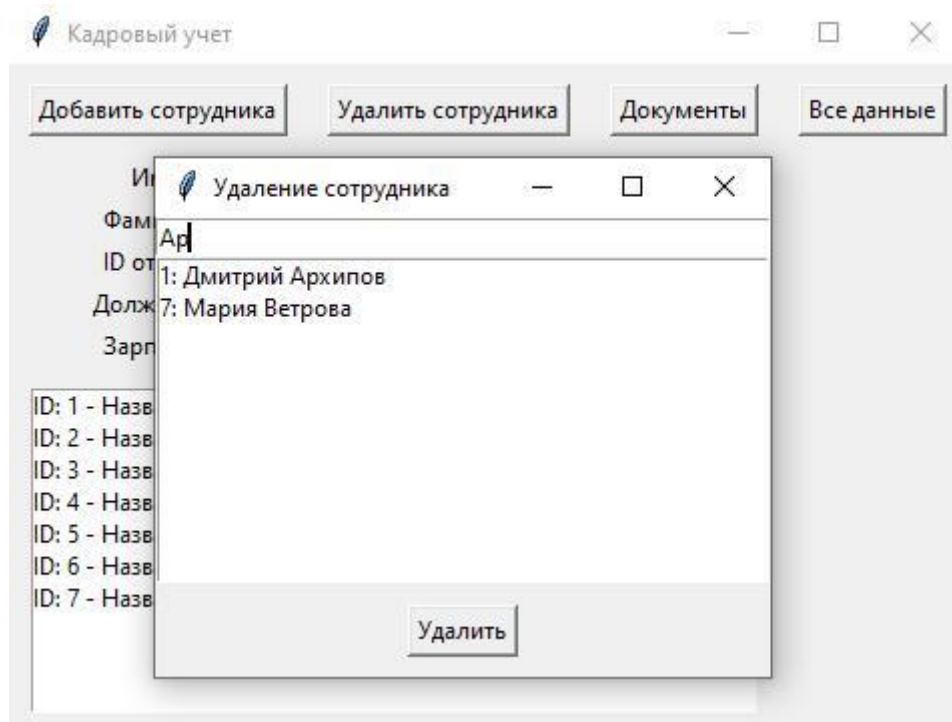 Кадровый учет
Добавить сотрудника Удалить сотрудника Документы Все данные
Удаление сотрудника
Ар
1: Дмитрий Архипов
7: Мария Ветрова
ID от
ID: 1 - Назв
ID: 2 - Назв
ID: 3 - Назв
ID: 4 - Назв
ID: 5 - Назв
ID: 6 - Назв
ID: 7 - Назв
Удалить